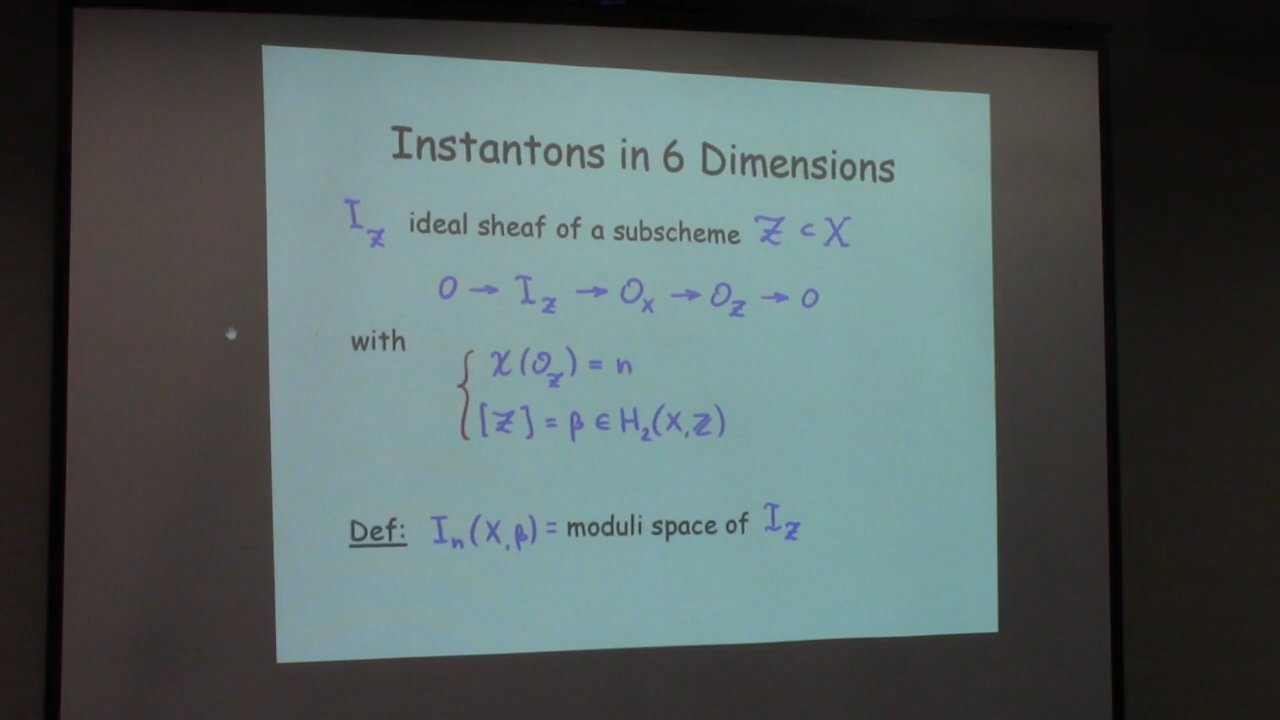 Instantons in 6 Dimensions
I_Z ideal sheaf of a subscheme Z ⊂ X
0 → I_Z → O_X → O_Z → 0
with
{ χ(O_Z) = n
[Z] = β ∈ H_2(X, Z)
Def: I_n(X, β) = moduli space of I_Z